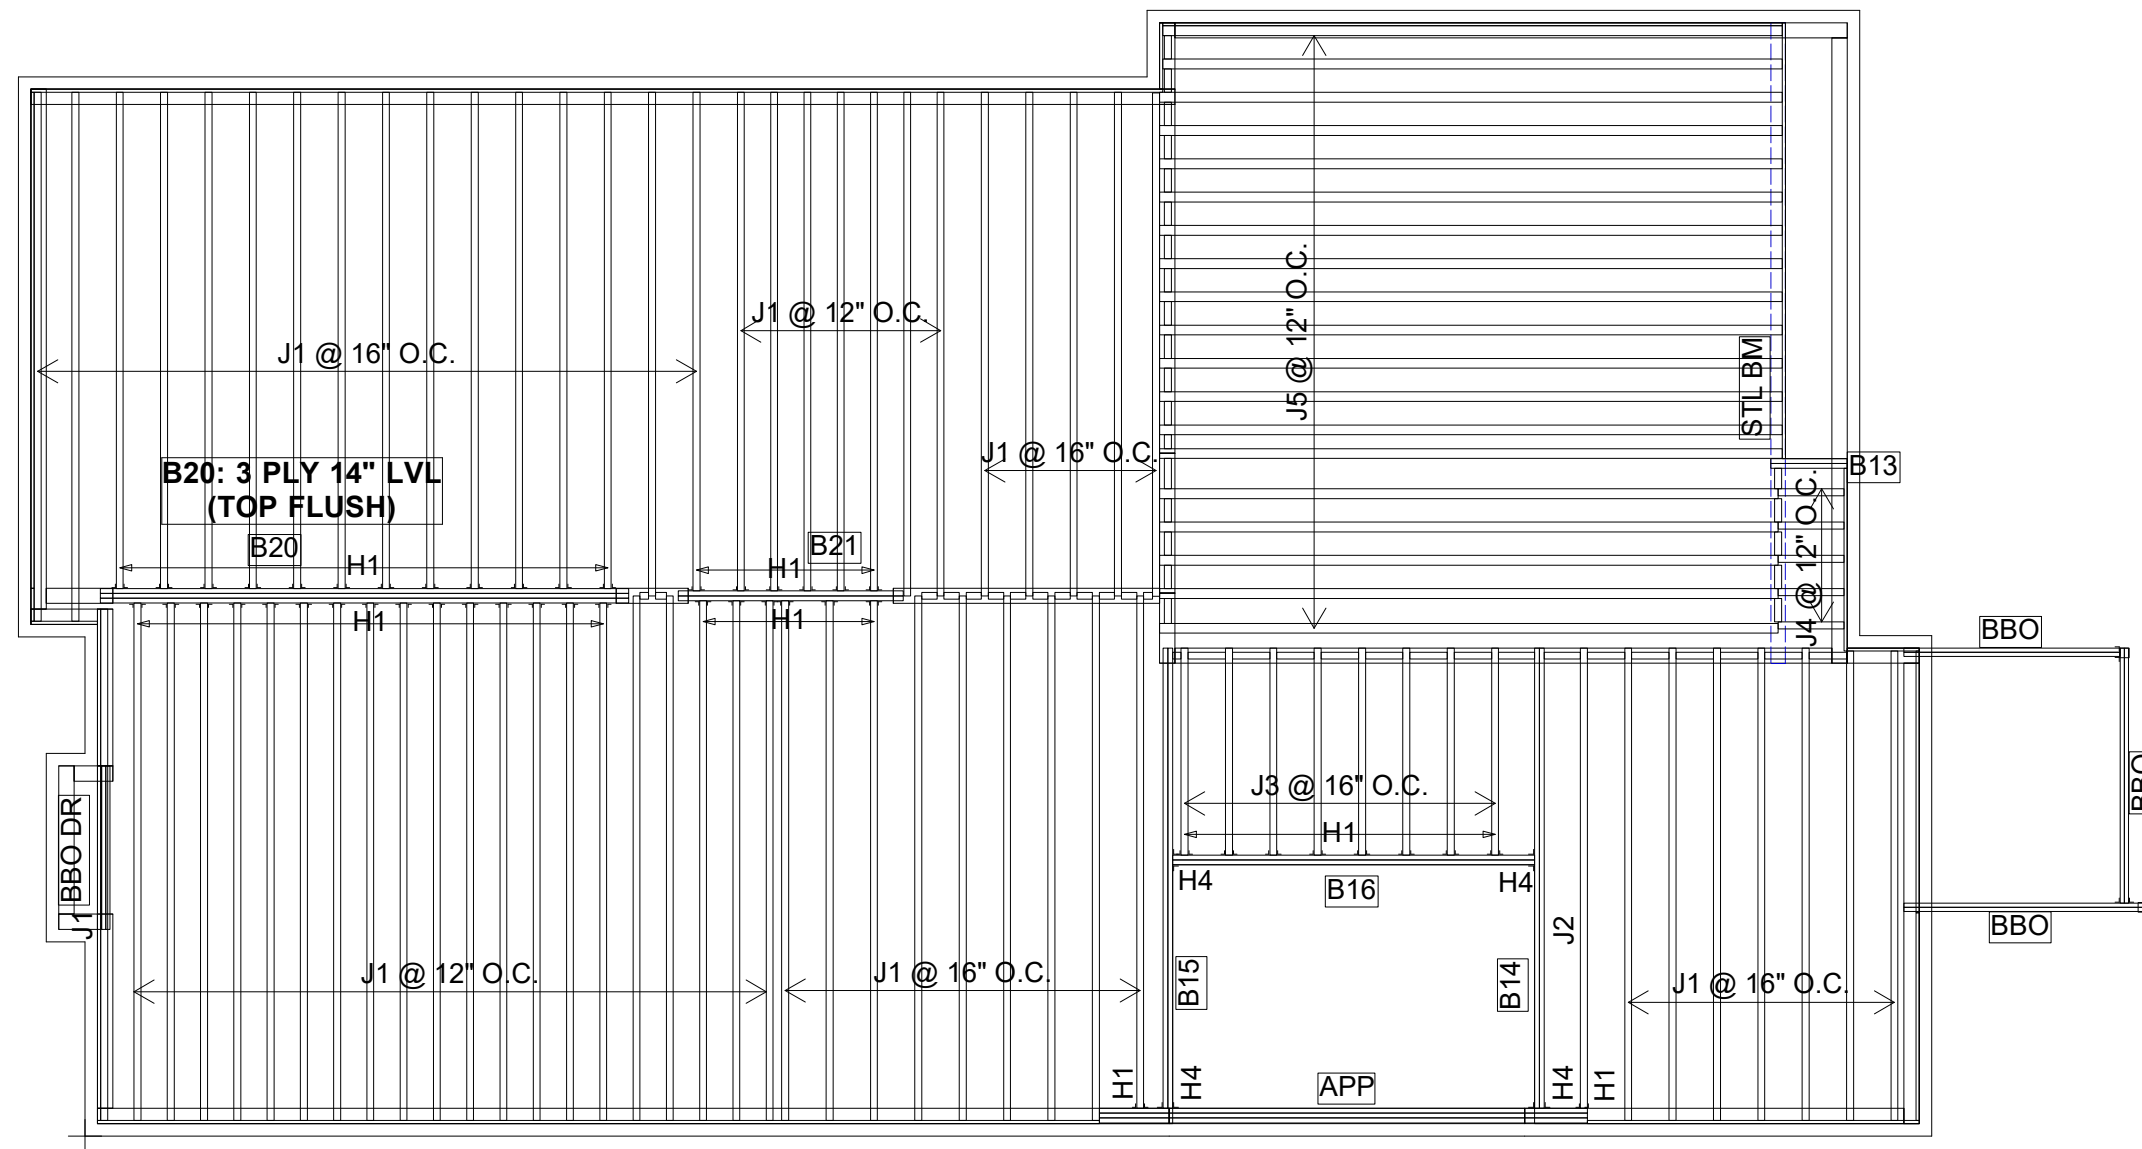 J1 @ 12" O.C.
J1 @ 16" O.C.
J5 @ 12" O.C.
STL BM
J1 @ 16" O.C.
B13
B20: 3 PLY 14" LVL
(TOP FLUSH)
B20
H1
B21
H1
J4 @ 12" O.C.
H1
H1
BBO
J3 @ 16" O.C.
BBO
H1
BBO DR
J1
H4
B16
H4
J2
BBO
J1 @ 12" O.C.
J1 @ 16" O.C.
B15
B14
J1 @ 16" O.C.
H1
H4
APP
H4
H1